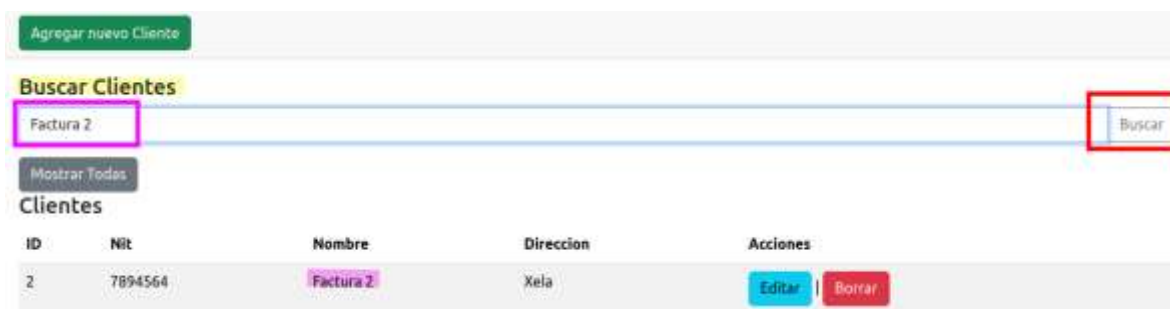 Agregar nuevo Cliente
Buscar Clientes
Factura 2 Buscar
Mostrar Todas
Clientes
ID Nit Nombre Direccion Acciones
2 7894564 Factura 2 Xela Editar | Borrar